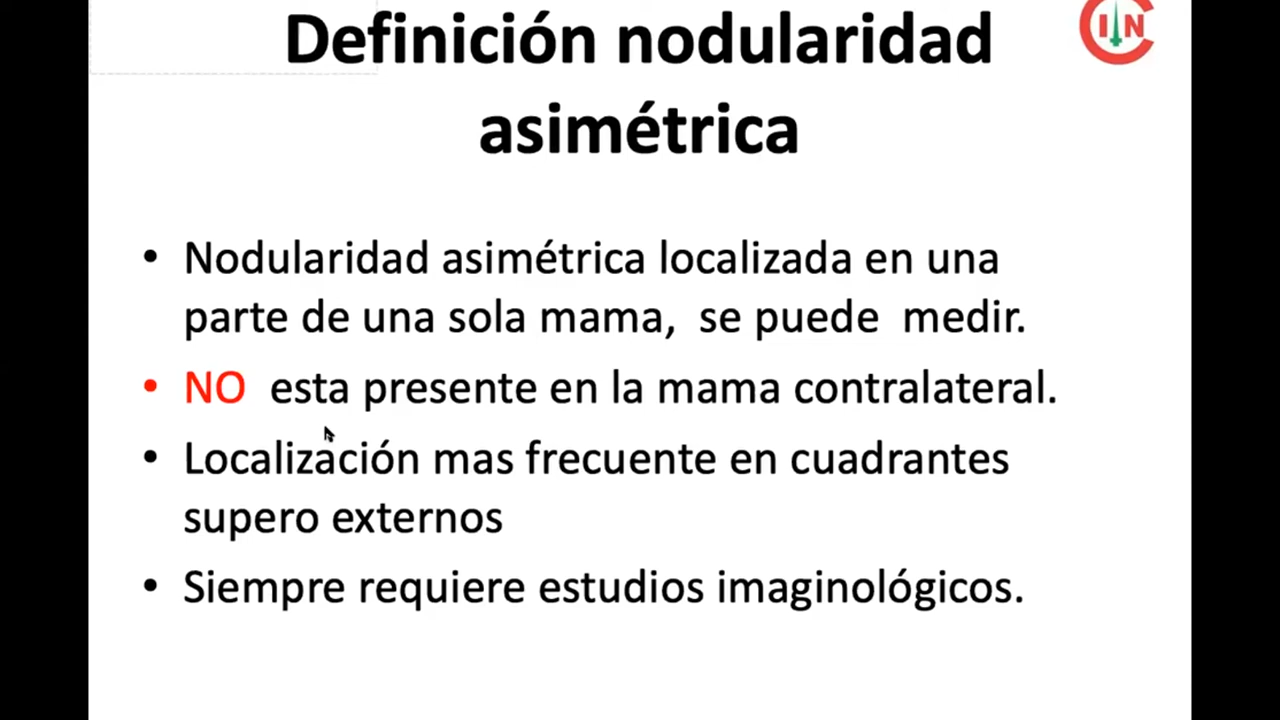 Definición nodularidad
asimétrica
CIN
• Nodularidad asimétrica localizada en una
parte de una sola mama, se puede medir.
• NO esta presente en la mama contralateral.
• Localización mas frecuente en cuadrantes
supero externos
• Siempre requiere estudios imaginológicos.